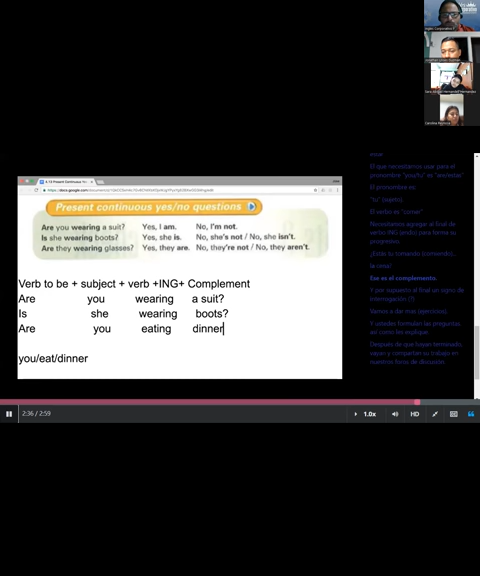 Present continuous yes/no questions
Are you wearing a suit? Yes, I am. No, I'm not.
Is she wearing boots? Yes, she is. No, she's not / No, she isn't.
Are they wearing glasses? Yes, they are. No, they're not / No, they aren't.
Verb to be + subject + verb +ING+ Complement
Are you wearing a suit?
Is she wearing boots?
Are you eating dinner
you/eat/dinner
El que necesitamos usar para el
pronombre "you/tu" es "are/estas"
El pronombre es:
"tu" (sujeto).
El verbo es "comer"
Necesitamos agregar al final de
verbo ING (endo) para forma su
progresivo.
¿Estás tu comiendo (comiendo)..
la cena?
Ese es el complemento.
Y por supuesto al final un signo de
interrogación (?)
Vamos a dar mas (ejercicios).
Y ustedes formulan las preguntas
así como les explique.
Después de que hayan terminado,
vayan y compartan su trabajo en
nuestros foros de discusión.
2:36 / 2:59
1.0x
HD